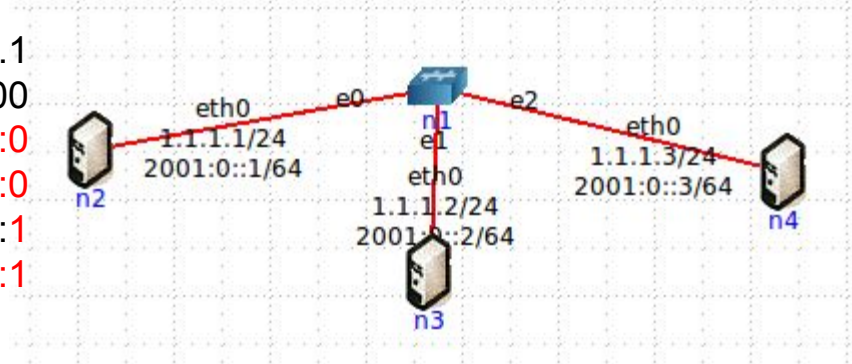 .1
00
:0
:0
:1
:1
eth0
1.1.1.1/24
2001:0::1/64
n2
e0
n1
e1
e2
eth0
1.1.1.2/24
2001:0::2/64
n3
eth0
1.1.1.3/24
2001:0::3/64
n4